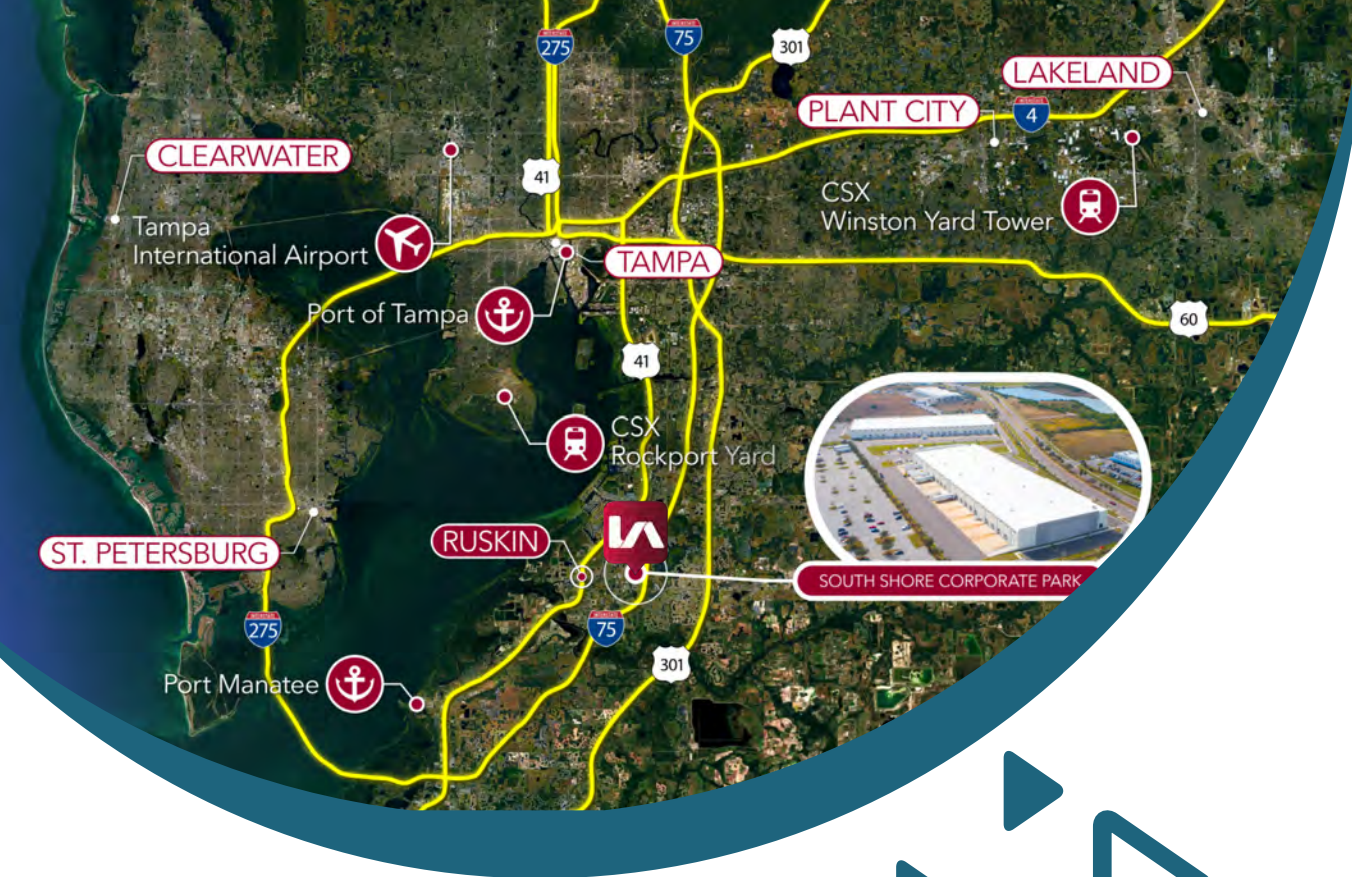 275
75
301
LAKELAND
PLANT CITY
4
CLEARWATER
41
CSX
Winston Yard Tower
Tampa
International Airport
TAMPA
Port of Tampa
60
41
CSX
Rockport Yard
RUSKIN
ST. PETERSBURG
SOUTH SHORE CORPORATE PARK
275
75
301
Port Manatee